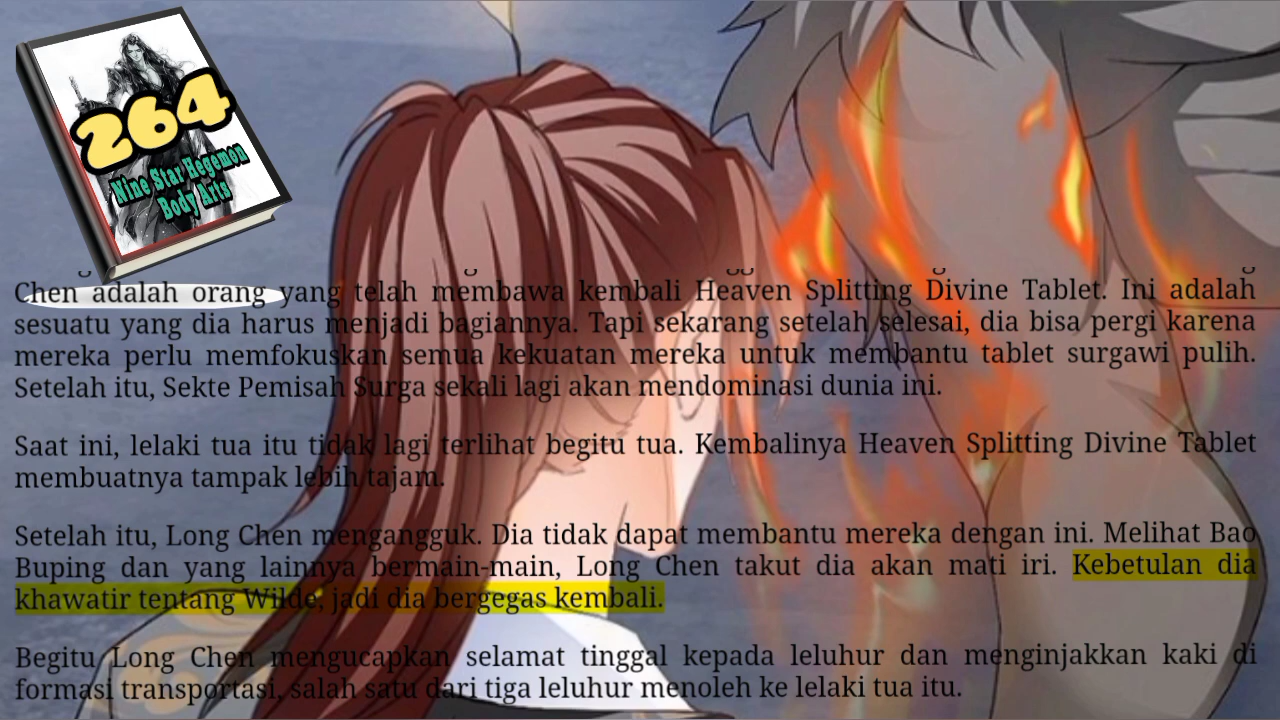 264
Nine Star Hegemon
Body Arts
Chen adalah orang yang telah membawa kembali Heaven Splitting Divine Tablet. Ini adalah
sesuatu yang dia harus menjadi bagiannya. Tapi sekarang setelah selesai, dia bisa pergi karena
mereka perlu memfokuskan semua kekuatan mereka untuk membantu tablet surgawi pulih.
Setelah itu, Sekte Pemisah Surga sekali lagi akan mendominasi dunia ini.
Saat ini, lelaki tua itu tidak lagi terlihat begitu tua. Kembalinya Heaven Splitting Divine Tablet
membuatnya tampak lebih tajam.
Setelah itu, Long Chen mengangguk. Dia tidak dapat membantu mereka dengan ini. Melihat Bao
Buping dan yang lainnya bermain-main, Long Chen takut dia akan mati iri. Kebetulan dia
khawatir tentang Wilde, jadi dia bergegas kembali.
Begitu Long Chen mengucapkan selamat tinggal kepada leluhur dan menginjakkan kaki di
formasi transportasi, salah satu dari tiga leluhur menoleh ke lelaki tua itu.